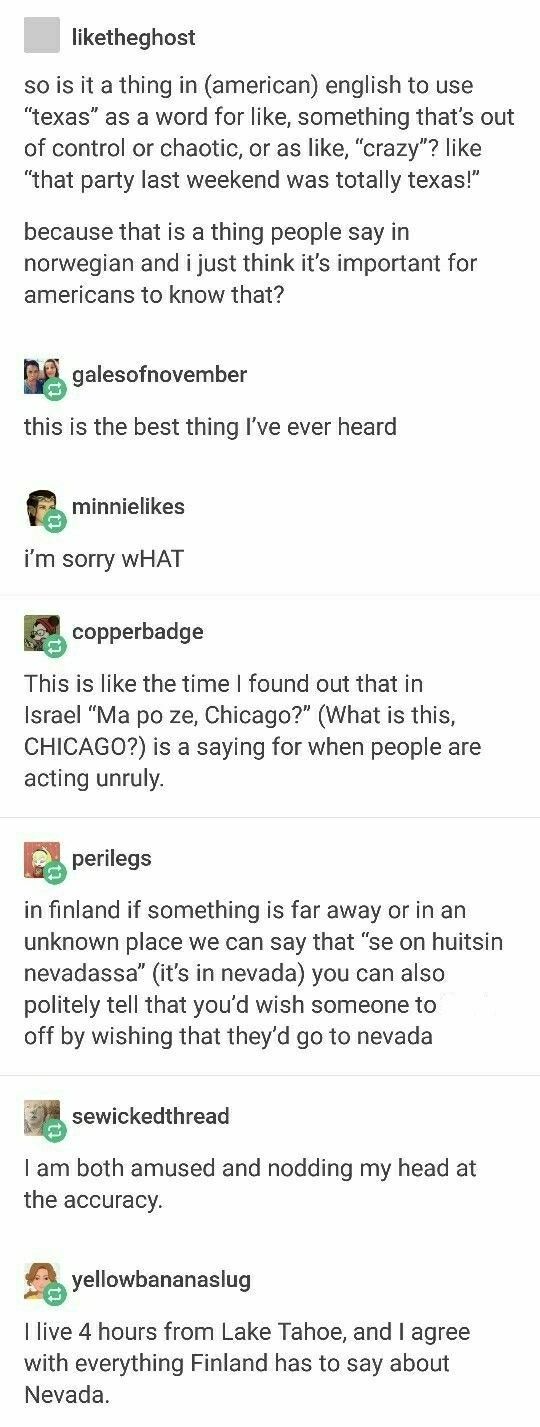 liketheghost
so is it a thing in (american) english to use
“texas” as a word for like, something that’s out
of control or chaotic, or as like, “crazy”? like
“that party last weekend was totally texas!”
because that is a thing people say in
norwegian and i just think it’s important for
americans to know that?
galesofnovember
this is the best thing I’ve ever heard
minnielikes
i’m sorry wHAT
copperbadge
This is like the time I found out that in
Israel “Ma po ze, Chicago?” (What is this,
CHICAGO?) is a saying for when people are
acting unruly.
perilegs
in finland if something is far away or in an
unknown place we can say that “se on huitsin
nevadassa” (it’s in nevada) you can also
politely tell that you’d wish someone to
off by wishing that they’d go to nevada
sewickedthread
I am both amused and nodding my head at
the accuracy.
yellowbananaslug
I live 4 hours from Lake Tahoe, and I agree
with everything Finland has to say about
Nevada.